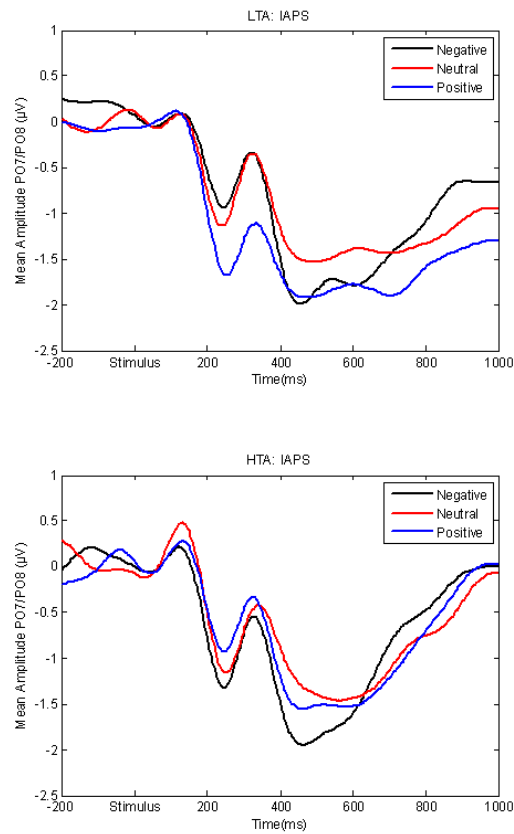 LTA: IAPS
1
0.5
0
-0.5
-1
-1.5
-2
-2.5
Mean Amplitude PO7/PO8 (µV)
Negative
Neutral
Positive
-200 Stimulus 200 400 600 800 1000
Time(ms)
HTA: IAPS
1
0.5
0
-0.5
-1
-1.5
-2
-2.5
Mean Amplitude PO7/PO8 (µV)
Negative
Neutral
Positive
-200 Stimulus 200 400 600 800 1000
Time(ms)